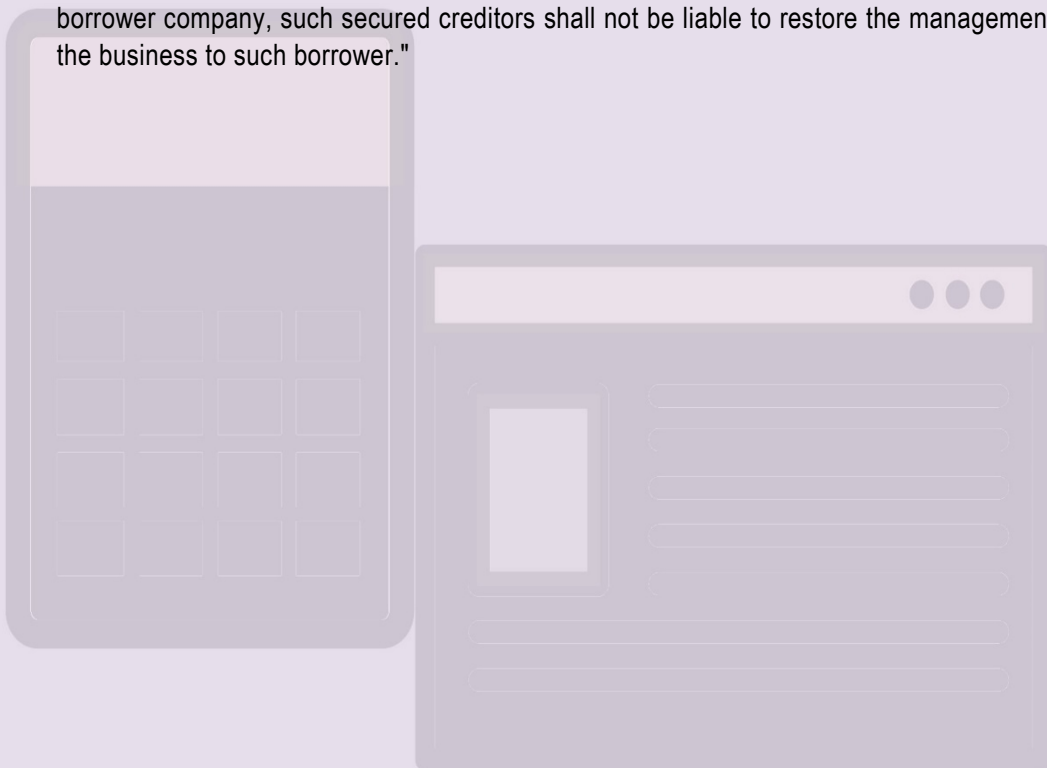 borrower company, such secured creditors shall not be liable to restore the managemen
the business to such borrower."